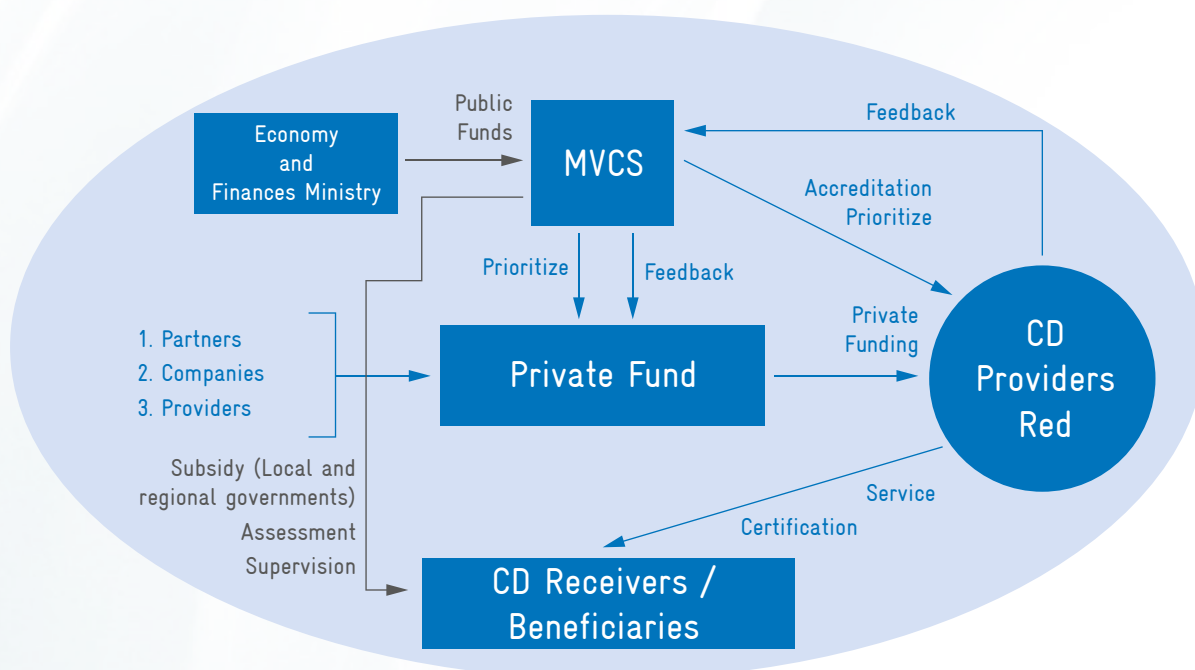 Public
Funds
Feedback
Economy
and
Finances Ministry
MVCS
Accreditation
Prioritize
Prioritize
Feedback
Private
Funding
1. Partners
2. Companies
3. Providers
Private Fund
CD
Providers
Red
Subsidy (Local and
regional governments)
Assessment
Supervision
Service
Certification
CD Receivers /
Beneficiaries